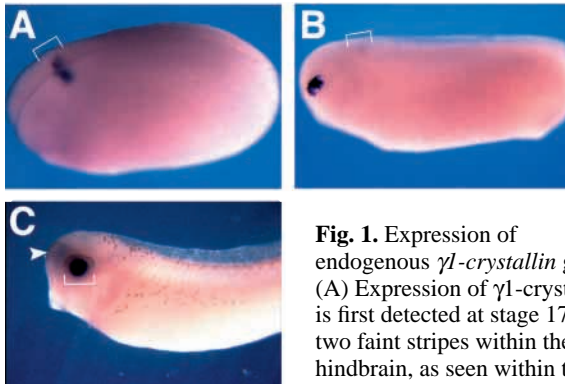 A
B
C
Fig. 1. Expression of
endogenous γ1-crystallin
(A) Expression of γ1-
is first detected at stage 17
two faint stripes within the
hindbrain, as seen within